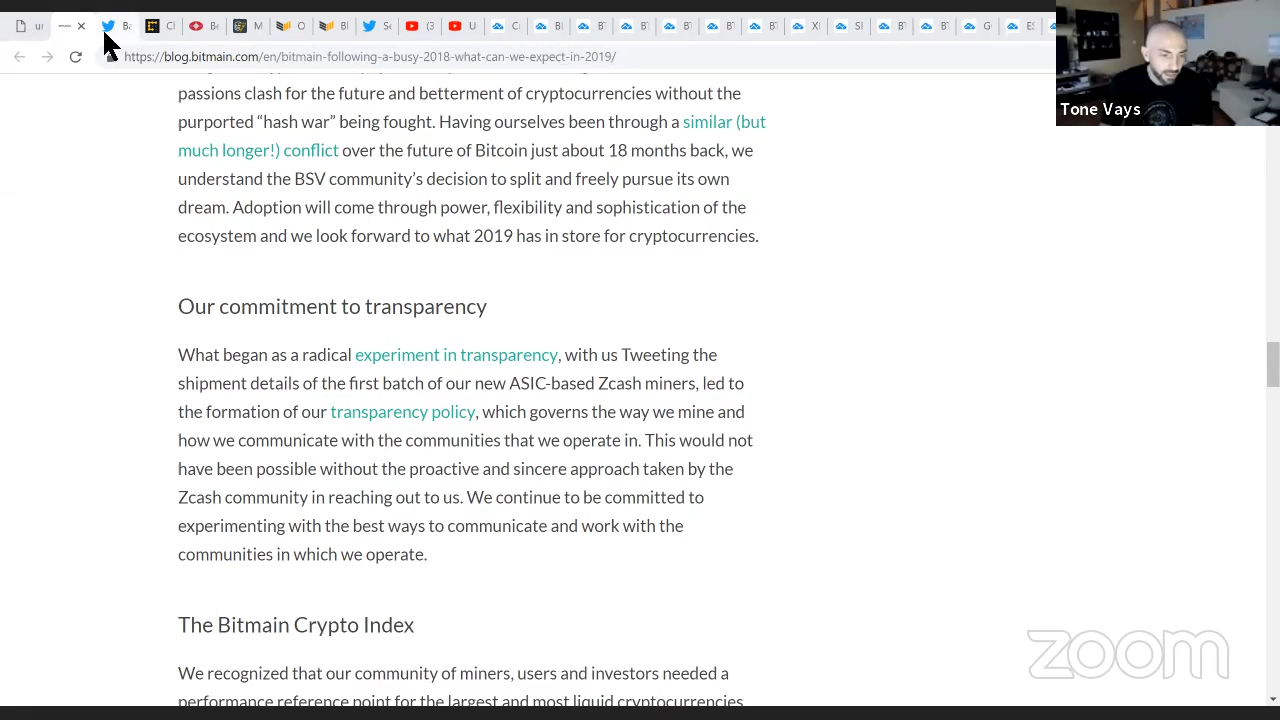 https://blog.bitmain.com/en/bitmain-following-a-busy-2018-what-can-we-expect-in-2019/
Tone Vays
passions clash for the future and betterment of cryptocurrencies without the
purported “hash war” being fought. Having ourselves been through a similar (but
much longer!) conflict over the future of Bitcoin just about 18 months back, we
understand the BSV community’s decision to split and freely pursue its own
dream. Adoption will come through power, flexibility and sophistication of the
ecosystem and we look forward to what 2019 has in store for cryptocurrencies.
Our commitment to transparency
What began as a radical experiment in transparency, with us Tweeting the
shipment details of the first batch of our new ASIC-based Zcash miners, led to
the formation of our transparency policy, which governs the way we mine and
how we communicate with the communities that we operate in. This would not
have been possible without the proactive and sincere approach taken by the
Zcash community in reaching out to us. We continue to be committed to
experimenting with the best ways to communicate and work with the
communities in which we operate.
The Bitmain Crypto Index
We recognized that our community of miners, users and investors needed a
performance reference point for the largest and most liquid cryptocurrencies
zoom